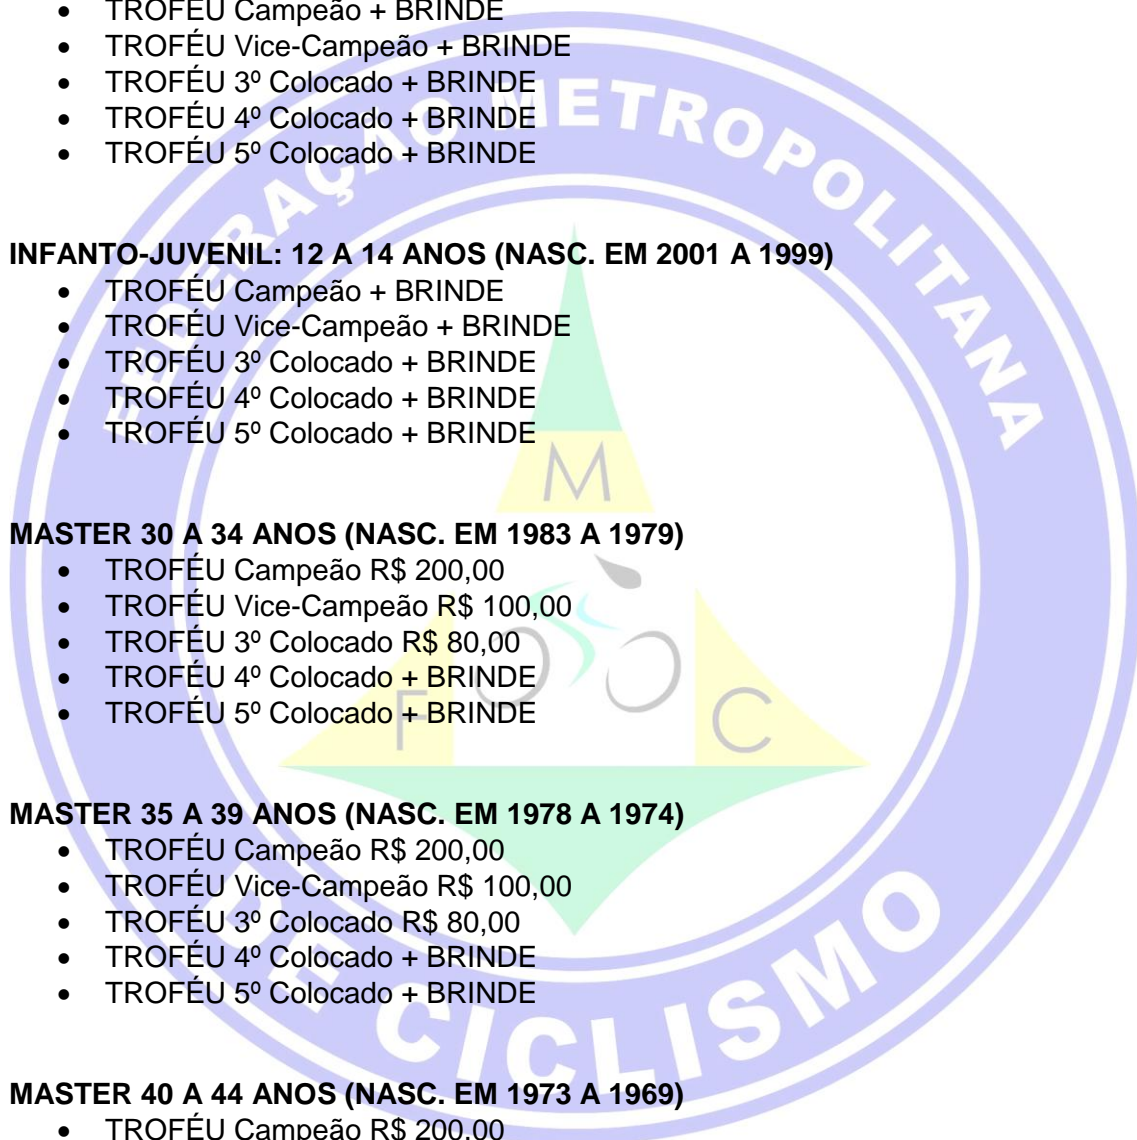 • TROFÉU Campeão + BRINDE
• TROFÉU Vice-Campeão + BRINDE
• TROFÉU 3º Colocado + BRINDE
• TROFÉU 4º Colocado + BRINDE
• TROFÉU 5º Colocado + BRINDE
INFANTO-JUVENIL: 12 A 14 ANOS (NASC. EM 2001 A 1999)
• TROFÉU Campeão + BRINDE
• TROFÉU Vice-Campeão + BRINDE
• TROFÉU 3º Colocado + BRINDE
• TROFÉU 4º Colocado + BRINDE
• TROFÉU 5º Colocado + BRINDE
MASTER 30 A 34 ANOS (NASC. EM 1983 A 1979)
• TROFÉU Campeão R$ 200,00
• TROFÉU Vice-Campeão R$ 100,00
• TROFÉU 3º Colocado R$ 80,00
• TROFÉU 4º Colocado + BRINDE
• TROFÉU 5º Colocado + BRINDE
MASTER 35 A 39 ANOS (NASC. EM 1978 A 1974)
• TROFÉU Campeão R$ 200,00
• TROFÉU Vice-Campeão R$ 100,00
• TROFÉU 3º Colocado R$ 80,00
• TROFÉU 4º Colocado + BRINDE
• TROFÉU 5º Colocado + BRINDE
MASTER 40 A 44 ANOS (NASC. EM 1973 A 1969)
• TROFÉU Campeão R$ 200,00
FEDERAÇÃO METROPOLITANA
DE CICLISMO
M
F C